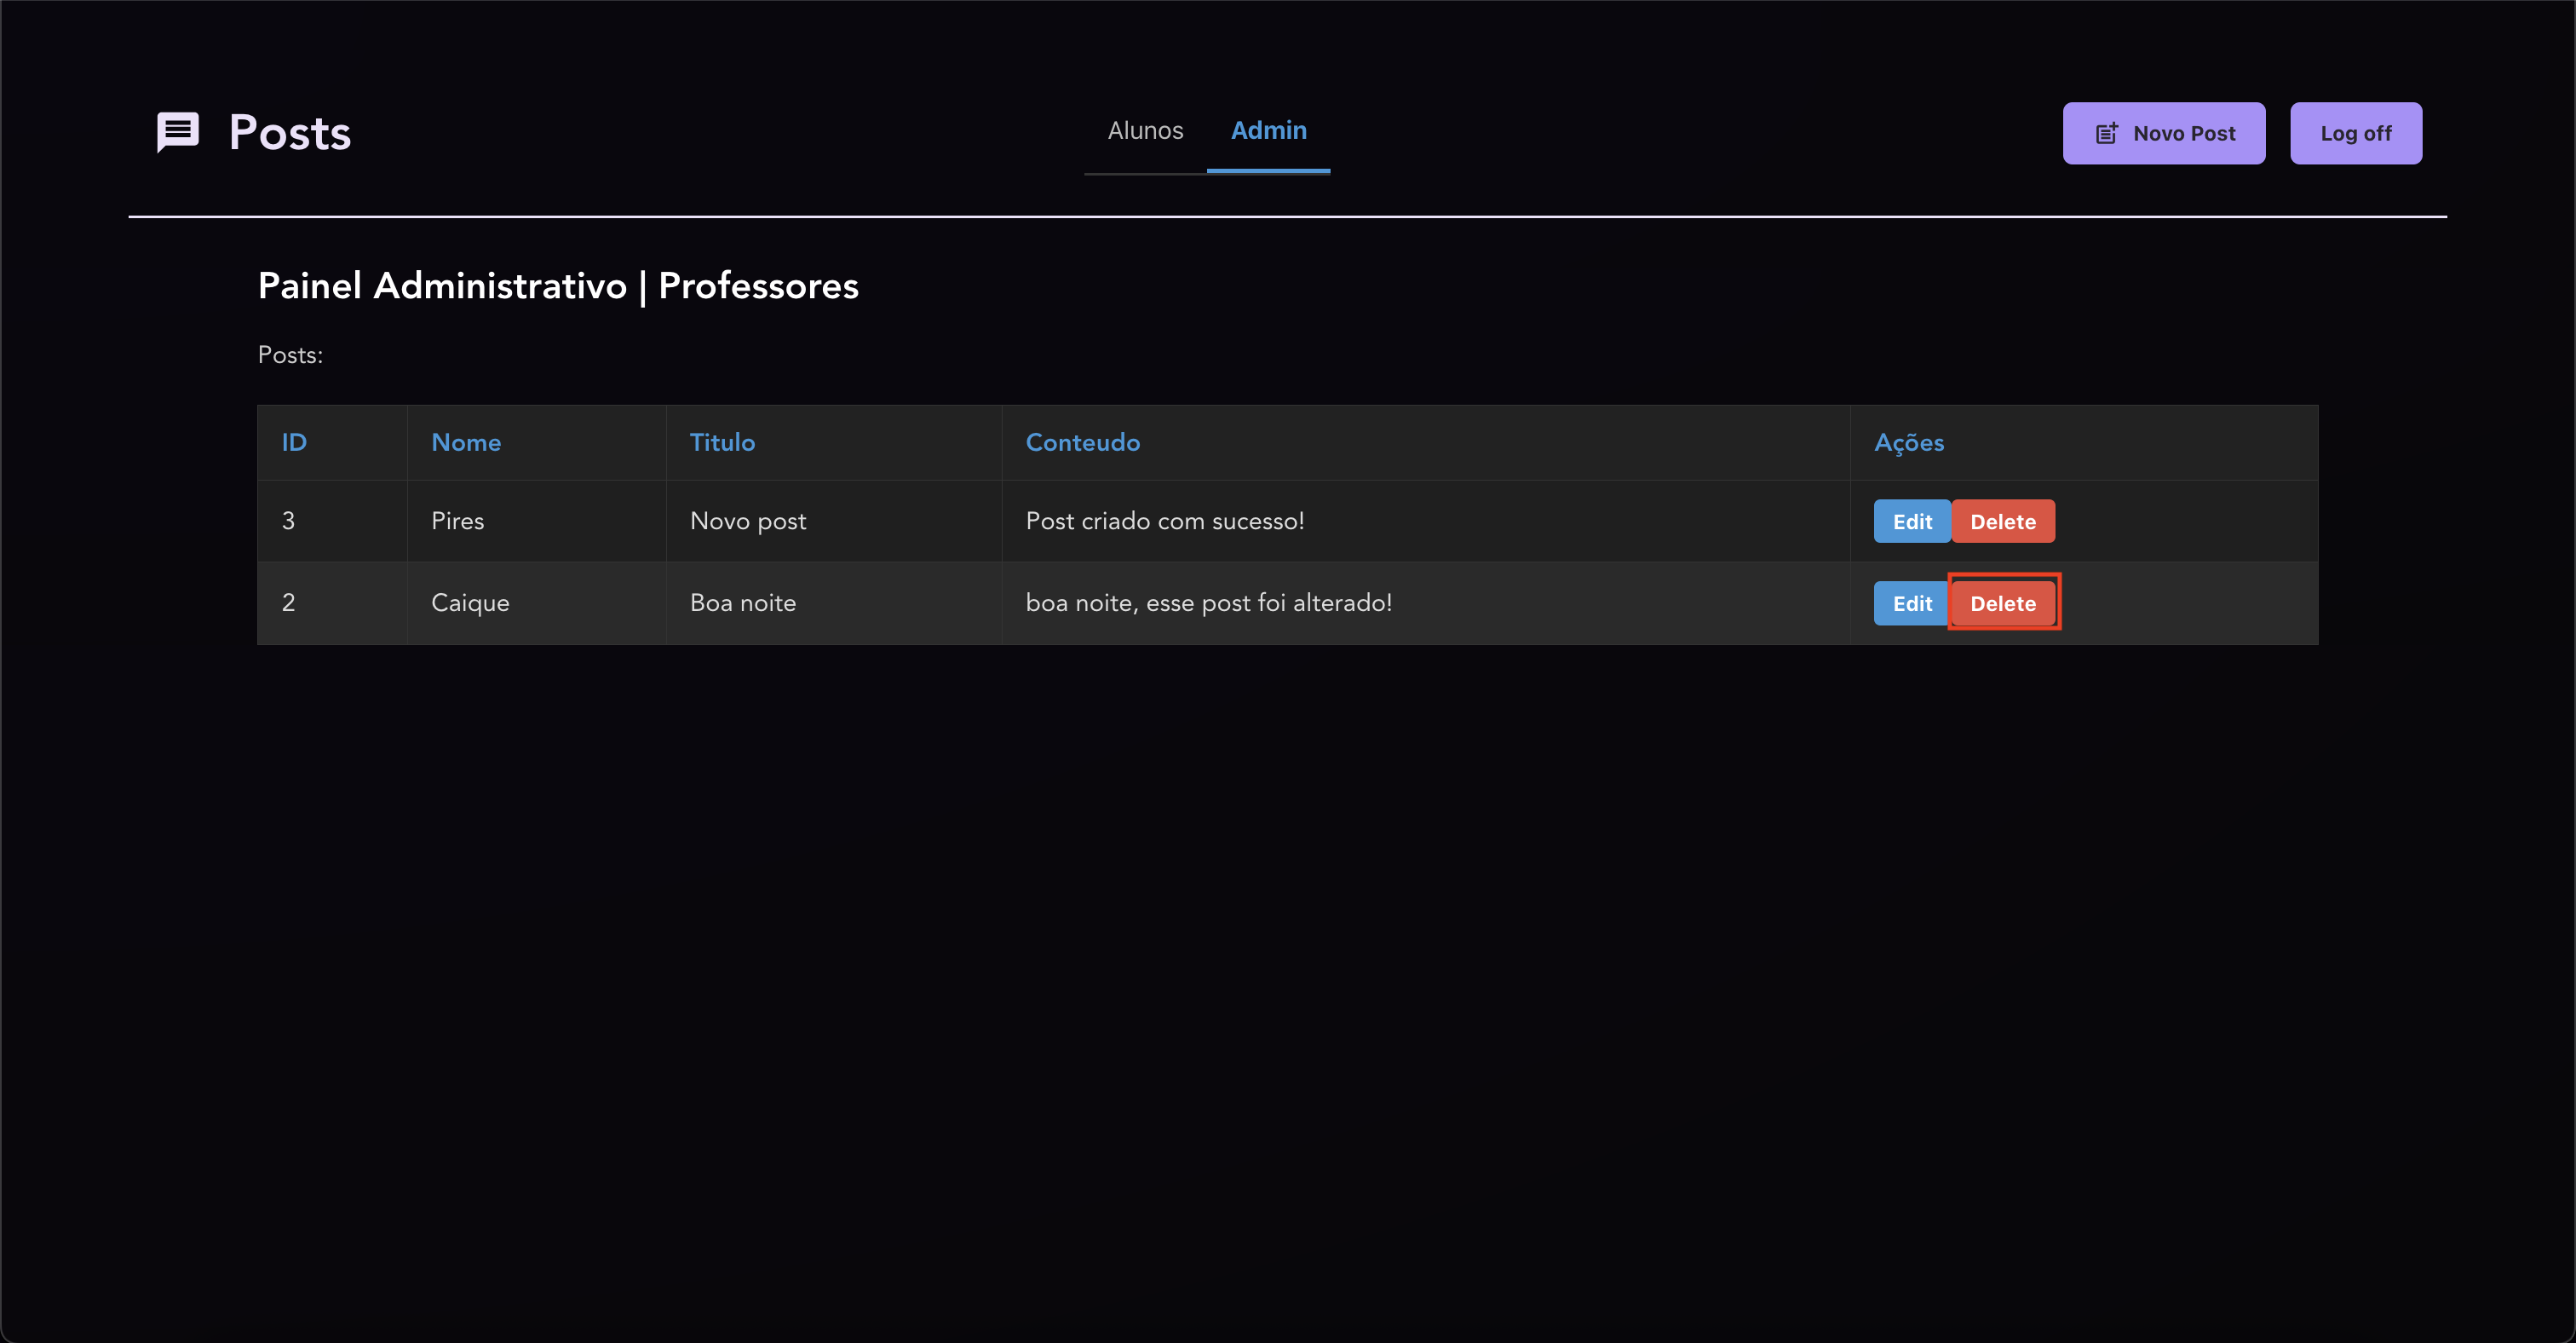 Posts
Alunos Admin
Novo Post Log off
Painel Administrativo | Professores
Posts:
ID Nome Titulo Conteudo Ações
3 Pires Novo post Post criado com sucesso! Edit Delete
2 Caique Boa noite boa noite, esse post foi alterado! Edit Delete